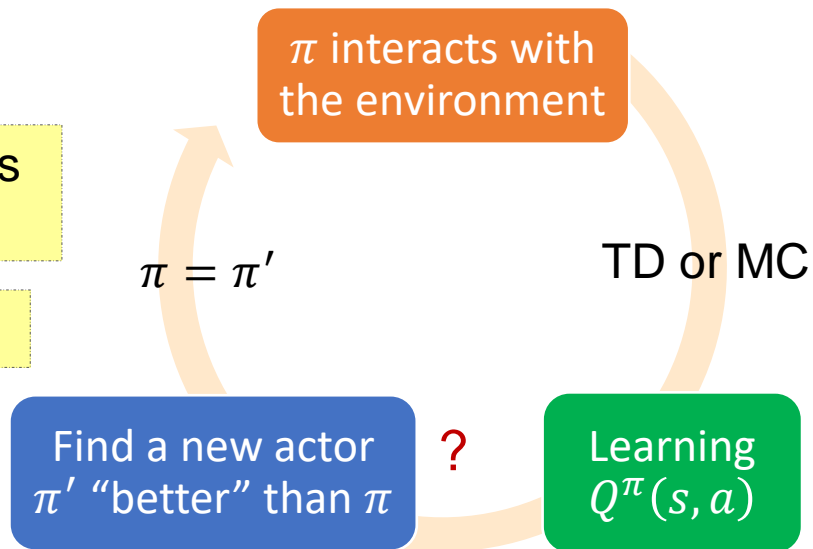 π interacts with
the environment
s
π = π′
TD or MC
Find a new actor
π′ “better” than π
?
Learning
Q^π(s, a)